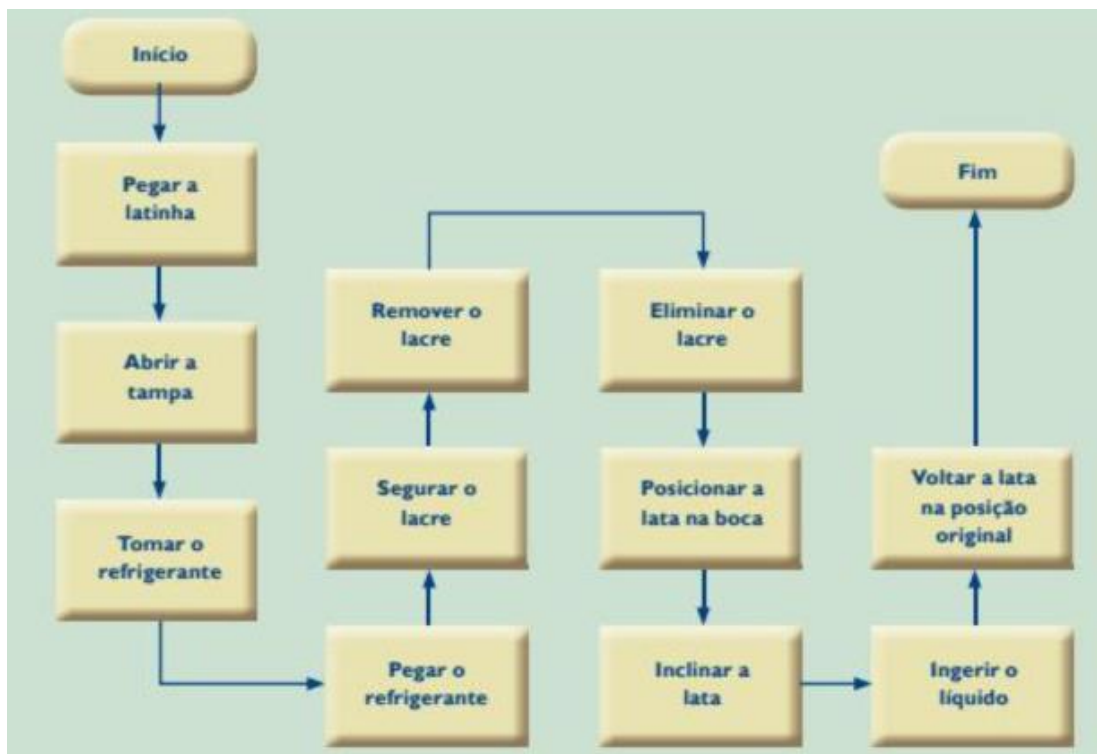 Início
Pegar a
latinha
Abrir a
tampa
Tomar o
refrigerante
Pegar o
refrigerante
Segurar o
lacre
Remover o
lacre
Eliminar o
lacre
Posicionar a
lata na boca
Inclinar a
lata
Ingerir o
líquido
Voltar a lata
na posição
original
Fim